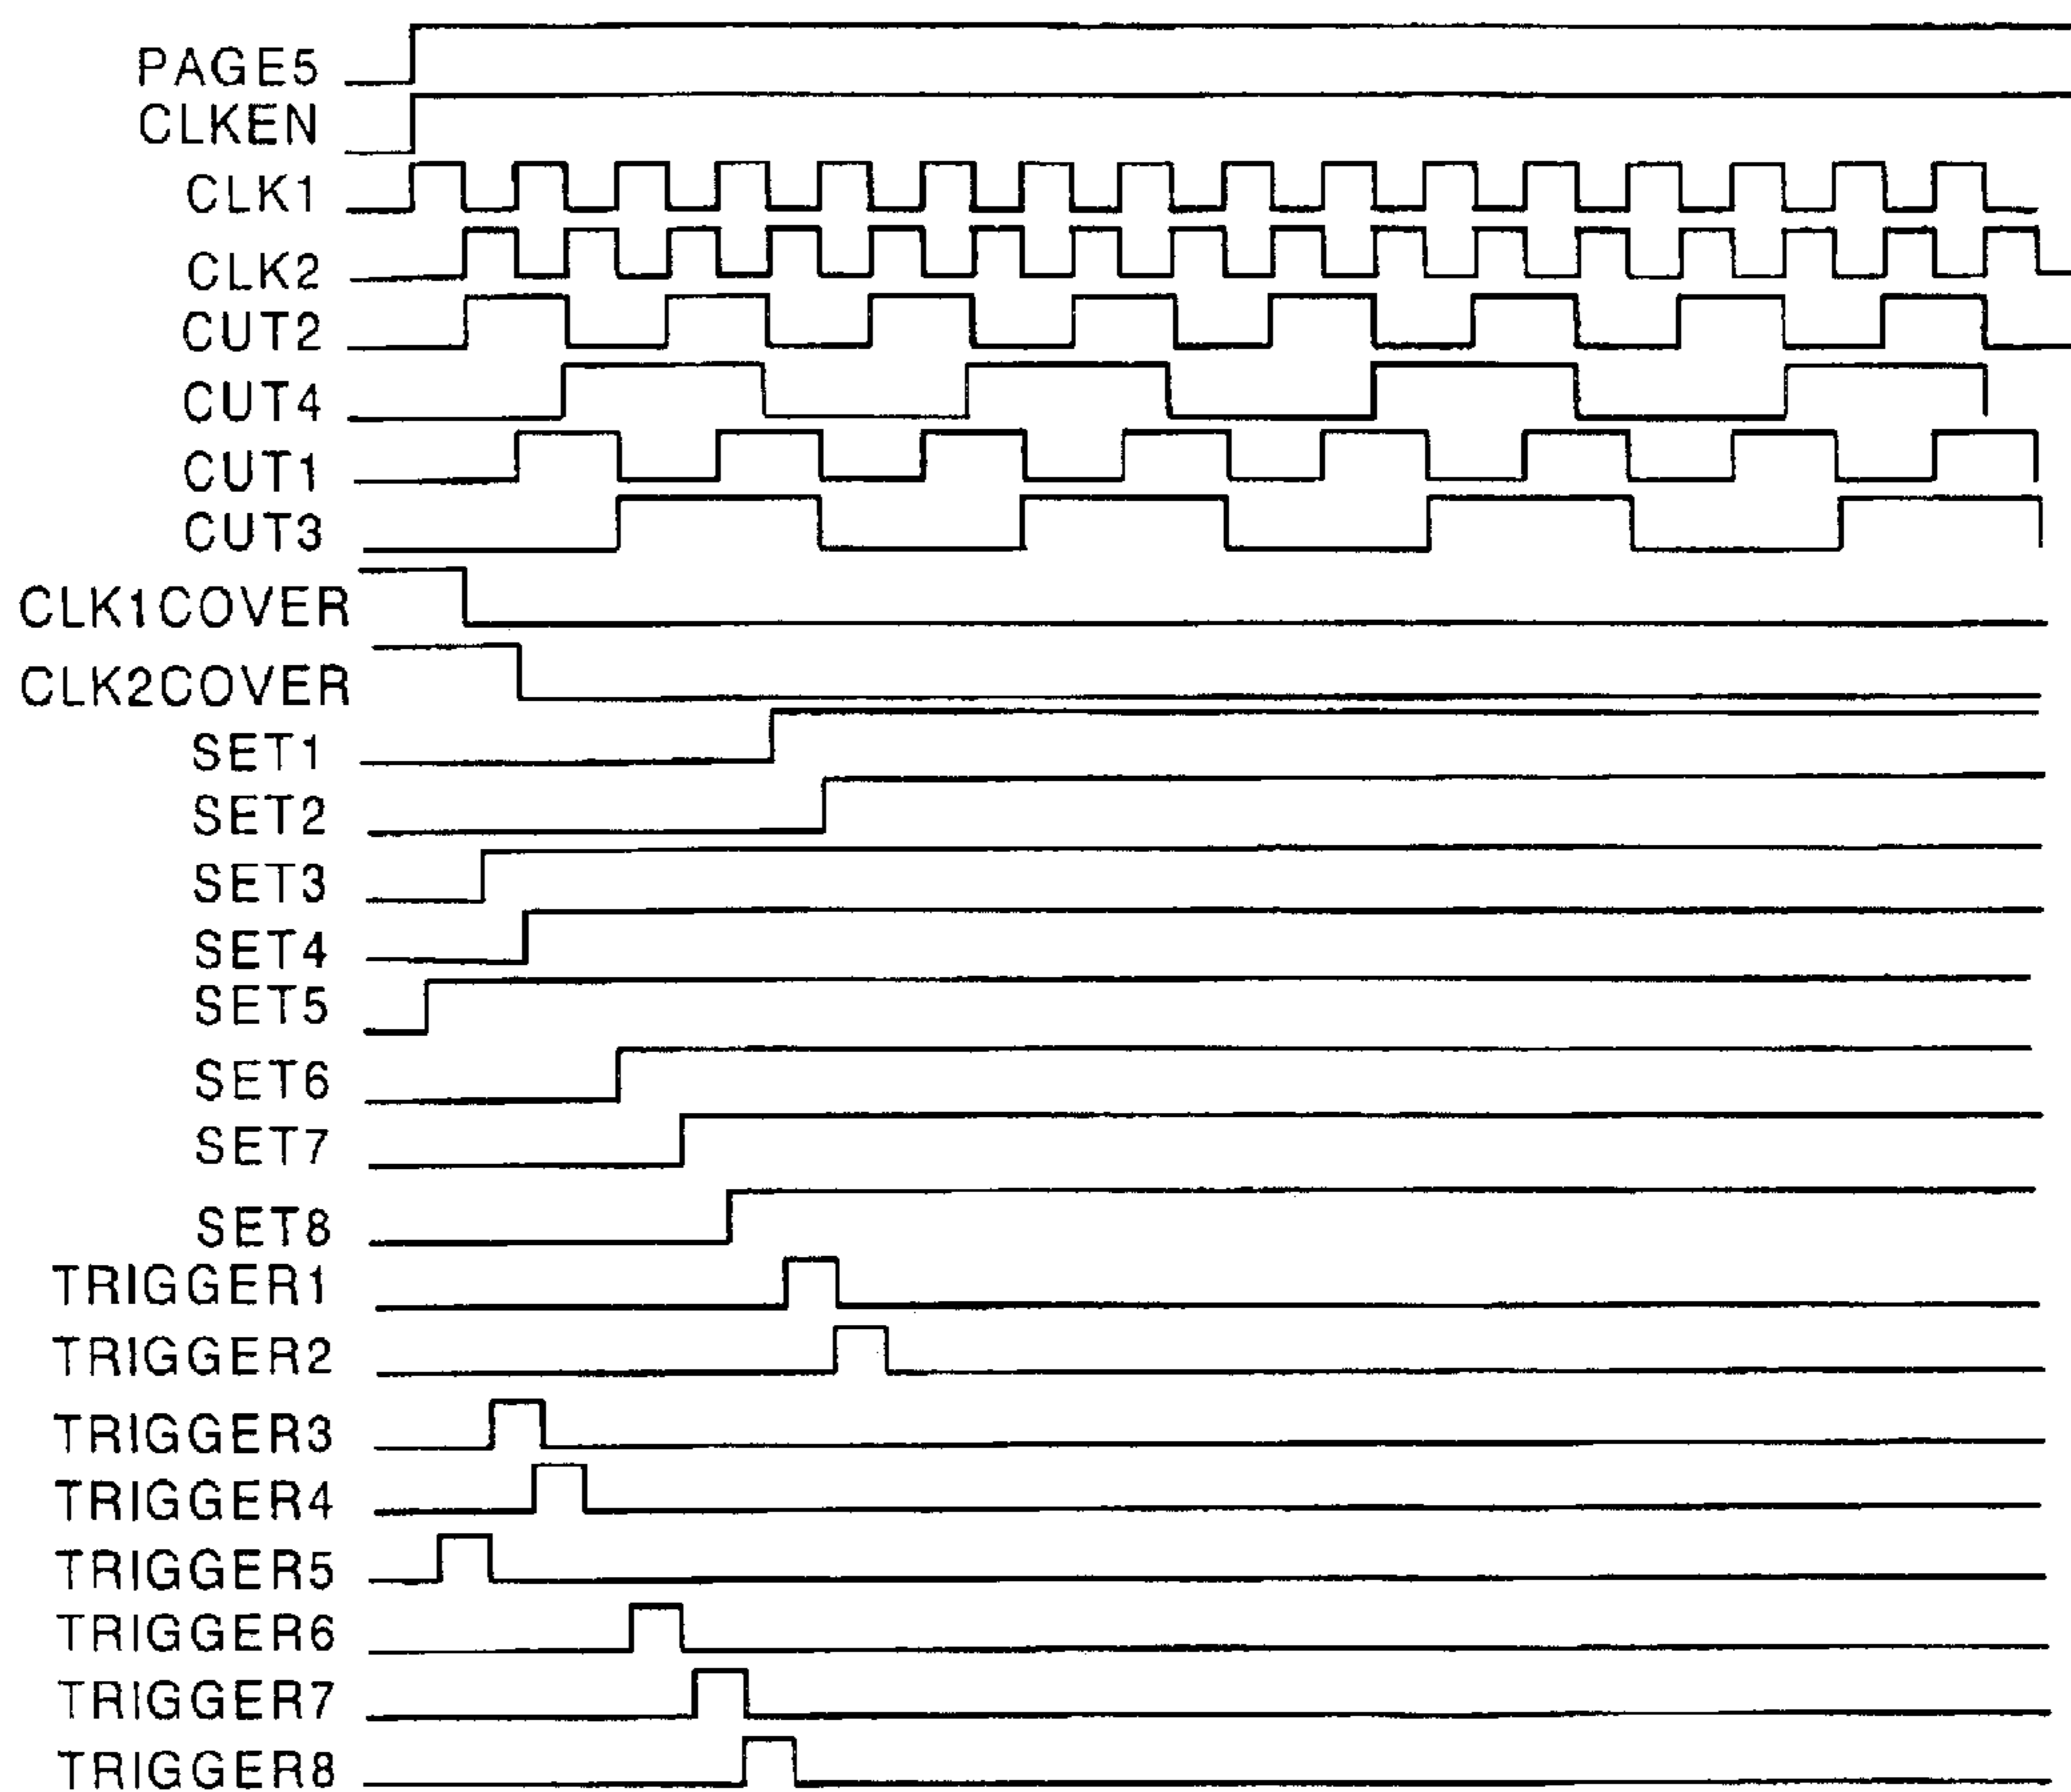 PAGE5
CLKEN
CLK1
CLK2
CUT2
CUT4
CUT1
CUT3
CLK1COVER
CLK2COVER
SET1
SET2
SET3
SET4
SET5
SET6
SET7
SET8
TRIGGER1
TRIGGER2
TRIGGER3
TRIGGER4
TRIGGER5
TRIGGER6
TRIGGER7
TRIGGER8